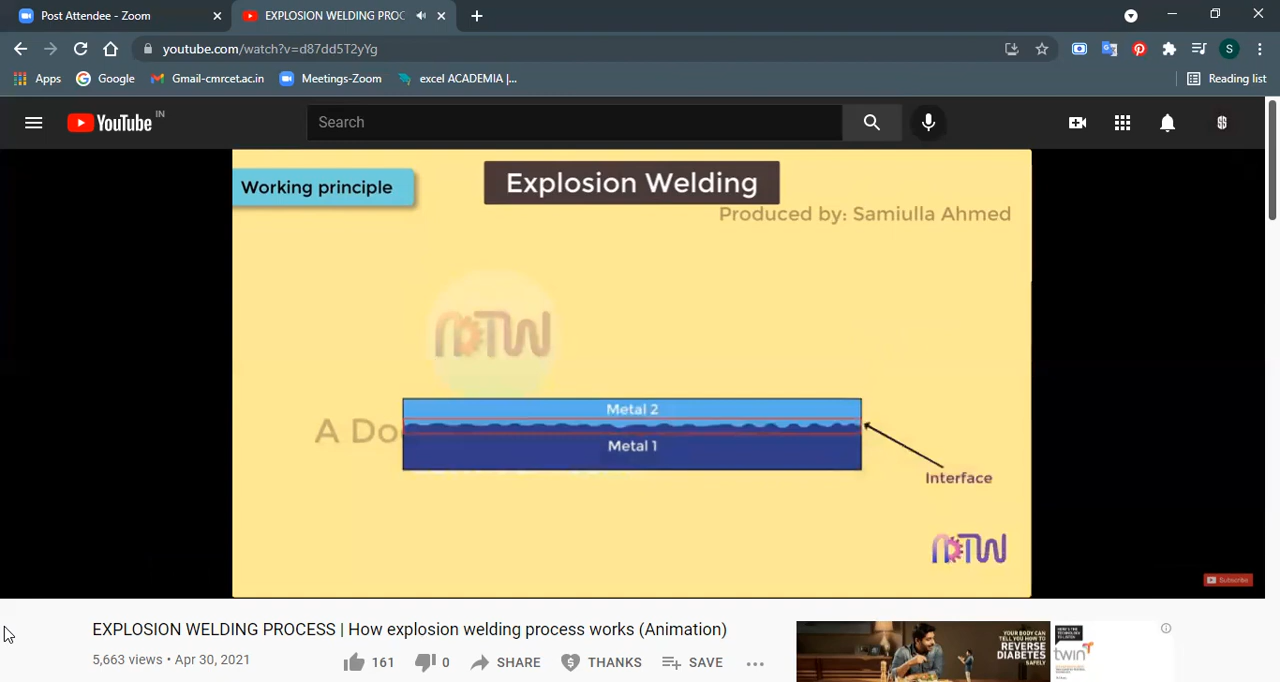 Post Attendee - Zoom
EXPLOSION WELDING PROC
youtube.com/watch?v=d87dd5T2yYg
S
Apps
Google
Gmail-cmrcet.ac.in
Meetings-Zoom
excel ACADEMIA |...
Reading list
YouTube IN
Search
Working principle
Explosion Welding
Produced by: Samiulla Ahmed
A Do
Metal 2
Metal 1
Interface
Subscribe
EXPLOSION WELDING PROCESS | How explosion welding process works (Animation)
5,663 views • Apr 30, 2021
161
0
SHARE
THANKS
SAVE
YOUR BODY CAN
TELL YOU HOW TO
REVERSE
DIABETES
SAFELY
twin